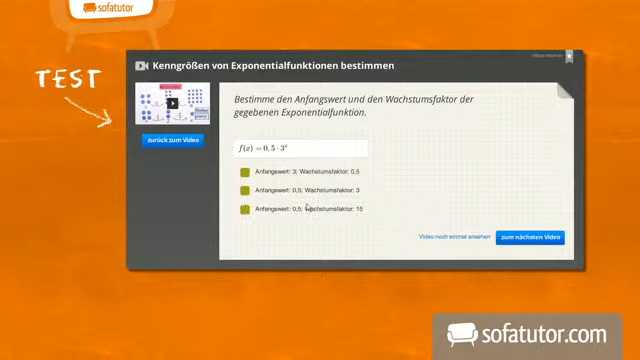 sofatutor
TEST
Kenngrößen von Exponentialfunktionen bestimmen
zurück zum Video
Bestimme den Anfangswert und den Wachstumsfaktor der
gegebenen Exponentialfunktion.
f(x) = 0,5 · 3ˣ
Anfangswert: 3; Wachstumsfaktor: 0,5
Anfangswert: 0,5; Wachstumsfaktor: 3
Anfangswert: 0,5; Wachstumsfaktor: 15
Video noch einmal ansehen
zum nächsten Video
sofatutor.com